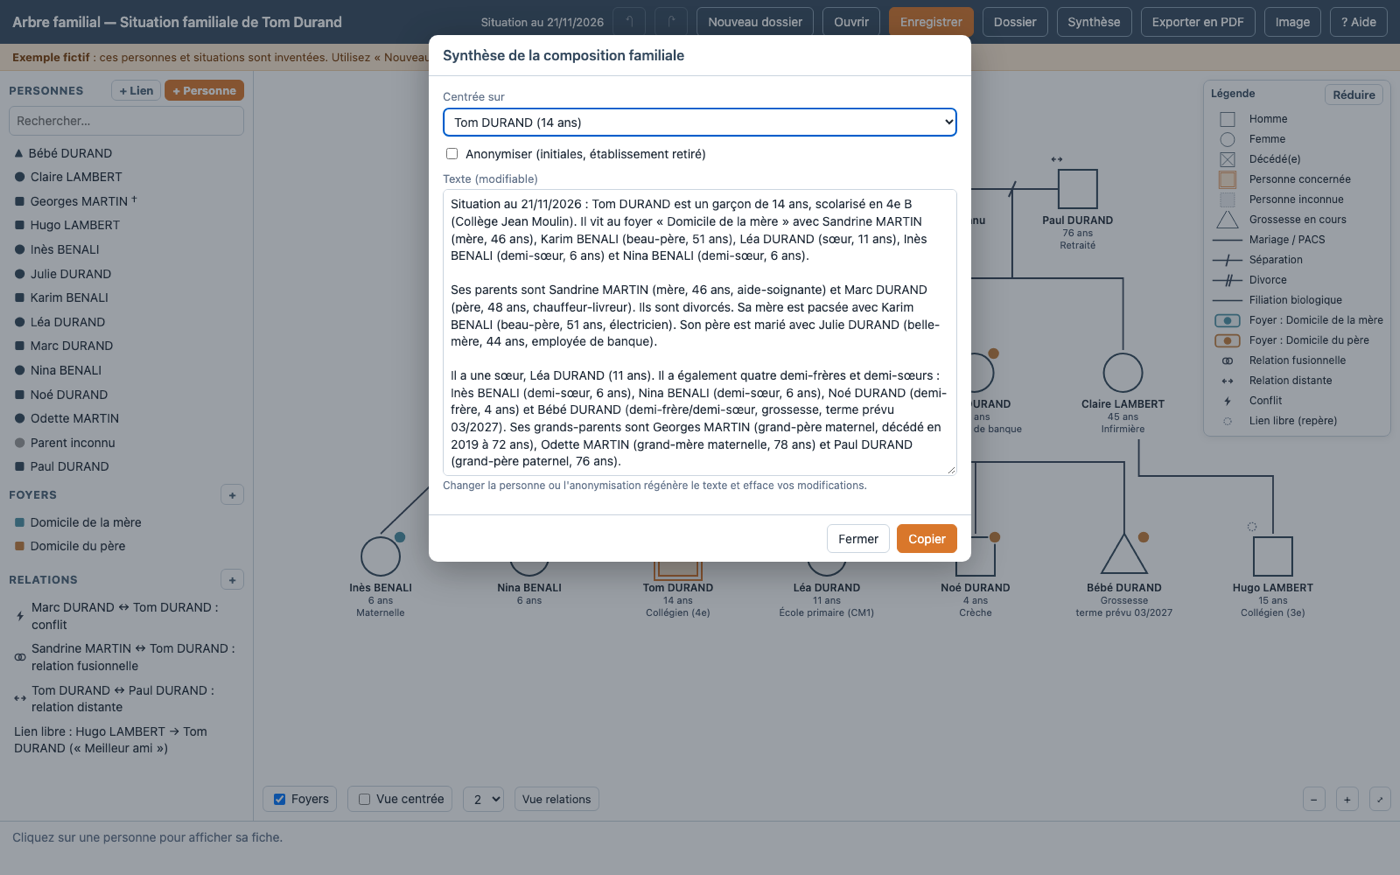 Arbre familial — Situation familiale de Tom Durand
Situation au 21/11/2026
Nouveau dossier
Ouvrir
Enregistrer
Dossier
Synthèse
Exporter en PDF
Image
? Aide
Exemple fictif : ces personnes et situations sont inventées. Utilisez « Nouveau
PERSONNES
+ Lien
+ Personne
Rechercher...
Bébé DURAND
Claire LAMBERT
Georges MARTIN †
Hugo LAMBERT
Inès BENALI
Julie DURAND
Karim BENALI
Léa DURAND
Marc DURAND
Nina BENALI
Noé DURAND
Odette MARTIN
Parent inconnu
Paul DURAND
FOYERS
+
Domicile de la mère
Domicile du père
RELATIONS
+
Marc DURAND ↔ Tom DURAND :
conflit
Sandrine MARTIN ↔ Tom DURAND :
relation fusionnelle
Tom DURAND ↔ Paul DURAND :
relation distante
Lien libre : Hugo LAMBERT → Tom
DURAND (« Meilleur ami »)
Synthèse de la composition familiale
Centrée sur
Tom DURAND (14 ans)
Anonymiser (initiales, établissement retiré)
Texte (modifiable)
Situation au 21/11/2026 : Tom DURAND est un garçon de 14 ans, scolarisé en 4e B
(Collège Jean Moulin). Il vit au foyer « Domicile de la mère » avec Sandrine MARTIN
(mère, 46 ans), Karim BENALI (beau-père, 51 ans), Léa DURAND (sœur, 11 ans), Inès
BENALI (demi-sœur, 6 ans) et Nina BENALI (demi-sœur, 6 ans).
Ses parents sont Sandrine MARTIN (mère, 46 ans, aide-soignante) et Marc DURAND
(père, 48 ans, chauffeur-livreur). Ils sont divorcés. Sa mère est pacsée avec Karim
BENALI (beau-père, 51 ans, électricien). Son père est marié avec Julie DURAND (belle-
mère, 44 ans, employée de banque).
Il a une sœur, Léa DURAND (11 ans). Il a également quatre demi-frères et demi-sœurs :
Inès BENALI (demi-sœur, 6 ans), Nina BENALI (demi-sœur, 6 ans), Noé DURAND (demi-
frère, 4 ans) et Bébé DURAND (demi-frère/demi-sœur, grossesse, terme prévu
03/2027). Ses grands-parents sont Georges MARTIN (grand-père maternel, décédé en
2019 à 72 ans), Odette MARTIN (grand-mère maternelle, 78 ans) et Paul DURAND
(grand-père paternel, 76 ans).
Changer la personne ou l'anonymisation régénère le texte et efface vos modifications.
Fermer
Copier
nu
Paul DURAND
76 ans
Retraité
URAND
ans
de banque
Claire LAMBERT
45 ans
Infirmière
Inès BENALI
6 ans
Maternelle
Nina BENALI
6 ans
Tom DURAND
14 ans
Collégien (4e)
Léa DURAND
11 ans
École primaire (CM1)
Noé DURAND
4 ans
Crèche
Bébé DURAND
Grossesse
terme prévu 03/2027
Hugo LAMBERT
15 ans
Collégien (3e)
Légende
Réduire
Homme
Femme
Décédé(e)
Personne concernée
Personne inconnue
Grossesse en cours
Mariage / PACS
Séparation
Divorce
Filiation biologique
Foyer : Domicile de la mère
Foyer : Domicile du père
Relation fusionnelle
Relation distante
Conflit
Lien libre (repère)
Foyers
Vue centrée
2
Vue relations
−
+
Cliquez sur une personne pour afficher sa fiche.